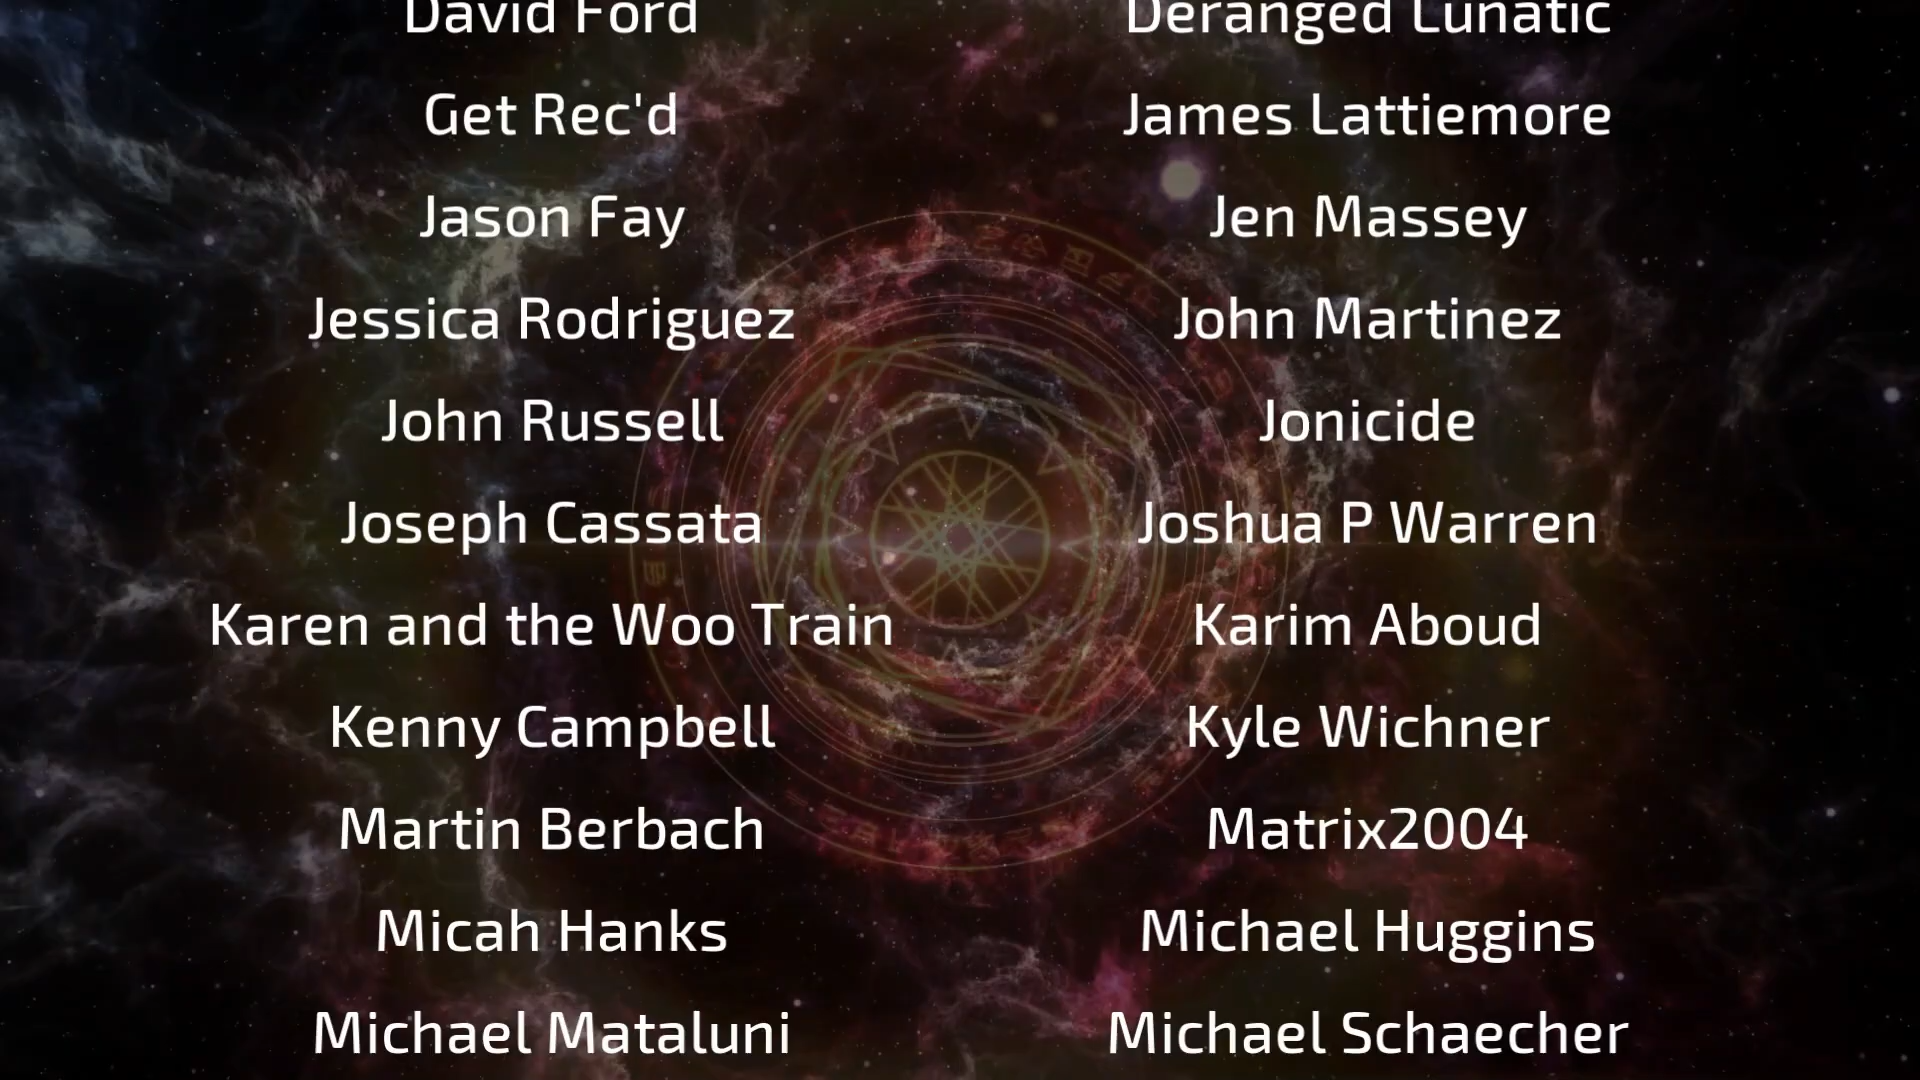 David Ford Deranged Lunatic
Get Rec'd James Lattiemore
Jason Fay Jen Massey
Jessica Rodriguez John Martinez
John Russell Jonicide
Joseph Cassata Joshua P Warren
Karen and the Woo Train Karim Aboud
Kenny Campbell Kyle Wichner
Martin Berbach Matrix2004
Micah Hanks Michael Huggins
Michael Mataluni Michael Schaecher